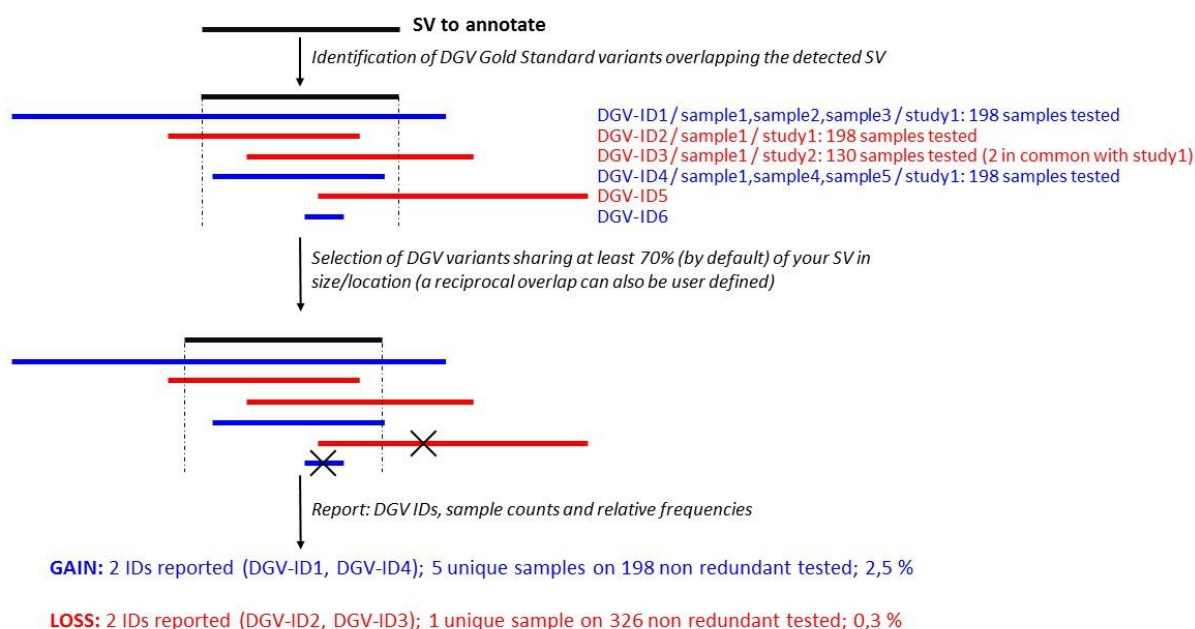 SV to annotate
Identification of DGV Gold Standard variants overlapping the detected SV
DGV-ID1/ sample1,sample2,sample3 / study1: 198 samples tested
DGV-ID2/ sample1 / study1: 198 samples tested
DGV-ID3/ sample1 / study2: 130 samples tested (2 in common with study1)
DGV-ID4/ sample1,sample4,sample5 / study1: 198 samples tested
DGV-ID5
DGV-ID6
Selection of DGV variants sharing at least 70% (by default) of your SV in
size/location (a reciprocal overlap can also be user defined)
Report: DGV IDs, sample counts and relative frequencies
GAIN: 2 IDs reported (DGV-ID1, DGV-ID4); 5 unique samples on 198 non redundant tested; 2,5 %
LOSS: 2 IDs reported (DGV-ID2, DGV-ID3); 1 unique sample on 326 non redundant tested; 0,3 %